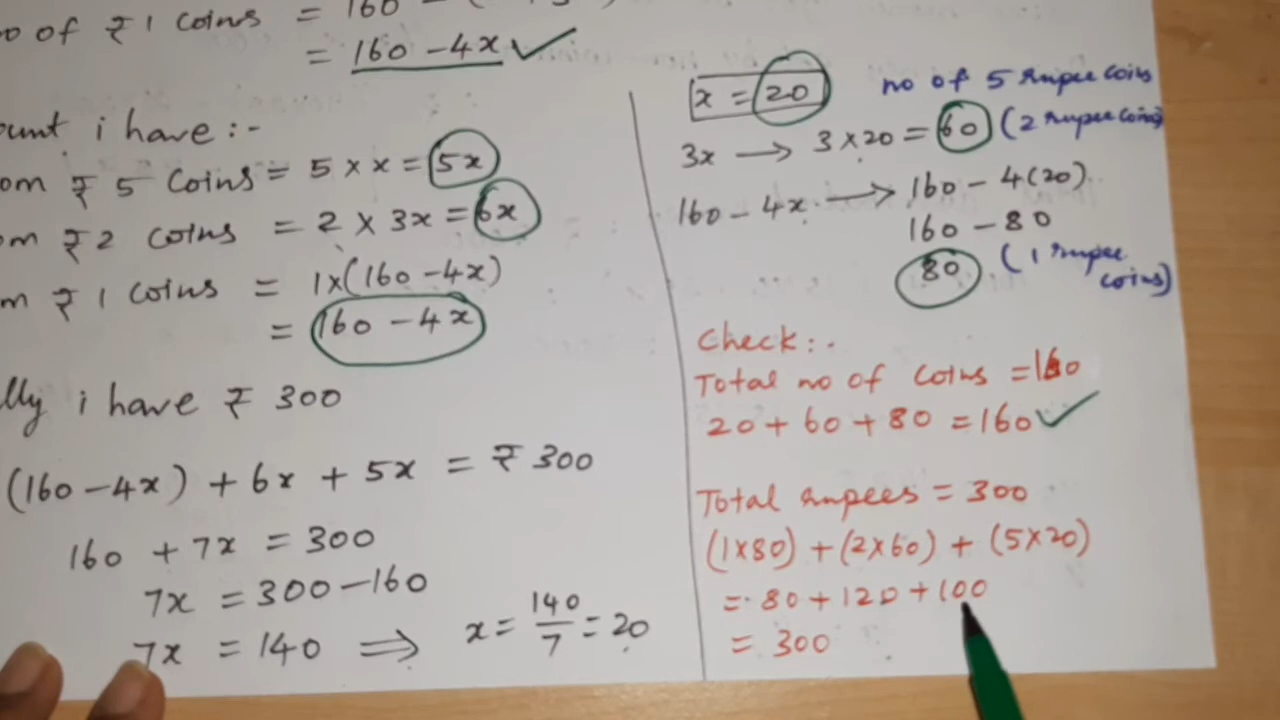 of ₹ 1 coins = 160 - (
= 160 - 4x ✓
i have :-
₹ 5 coins = 5 × x = 5x
₹ 2 coins = 2 × 3x = 6x
₹ 1 coins = 1×(160 - 4x)
= 160 - 4x
i have ₹ 300
(160 - 4x) + 6x + 5x = ₹ 300
160 + 7x = 300
7x = 300 - 160
7x = 140 ⟹ x = 140/7 = 20
x = 20 no of 5 rupee coins
3x → 3 × 20 = 60 (2 rupee coins)
160 - 4x → 160 - 4(20)
160 - 80
80 (1 rupee
coins)
Check :.
Total no of coins = 160
20 + 60 + 80 = 160 ✓
Total rupees = 300
(1×80) + (2×60) + (5×20)
= 80 + 120 + 100
= 300